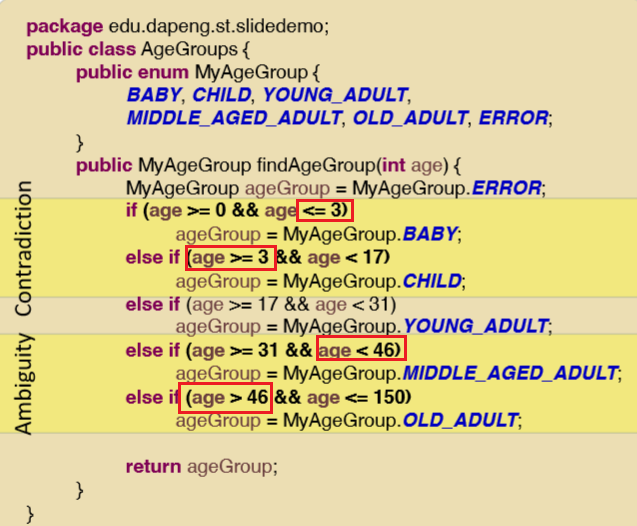 package edu.dapeng.st.slidedemo;
public class AgeGroups {
public enum MyAgeGroup {
BABY, CHILD, YOUNG_ADULT,
MIDDLE_AGED_ADULT, OLD_ADULT, ERROR;
}
public MyAgeGroup findAgeGroup(int age) {
MyAgeGroup ageGroup = MyAgeGroup.ERROR;
Contradiction
if (age >= 0 && age <= 3)
ageGroup = MyAgeGroup.BABY;
else if (age >= 3 && age < 17)
ageGroup = MyAgeGroup.CHILD;
else if (age >= 17 && age < 31)
ageGroup = MyAgeGroup.YOUNG_ADULT;
Ambiguity
else if (age >= 31 && age < 46)
ageGroup = MyAgeGroup.MIDDLE_AGED_ADULT;
else if (age > 46 && age <= 150)
ageGroup = MyAgeGroup.OLD_ADULT;
return ageGroup;
}
}